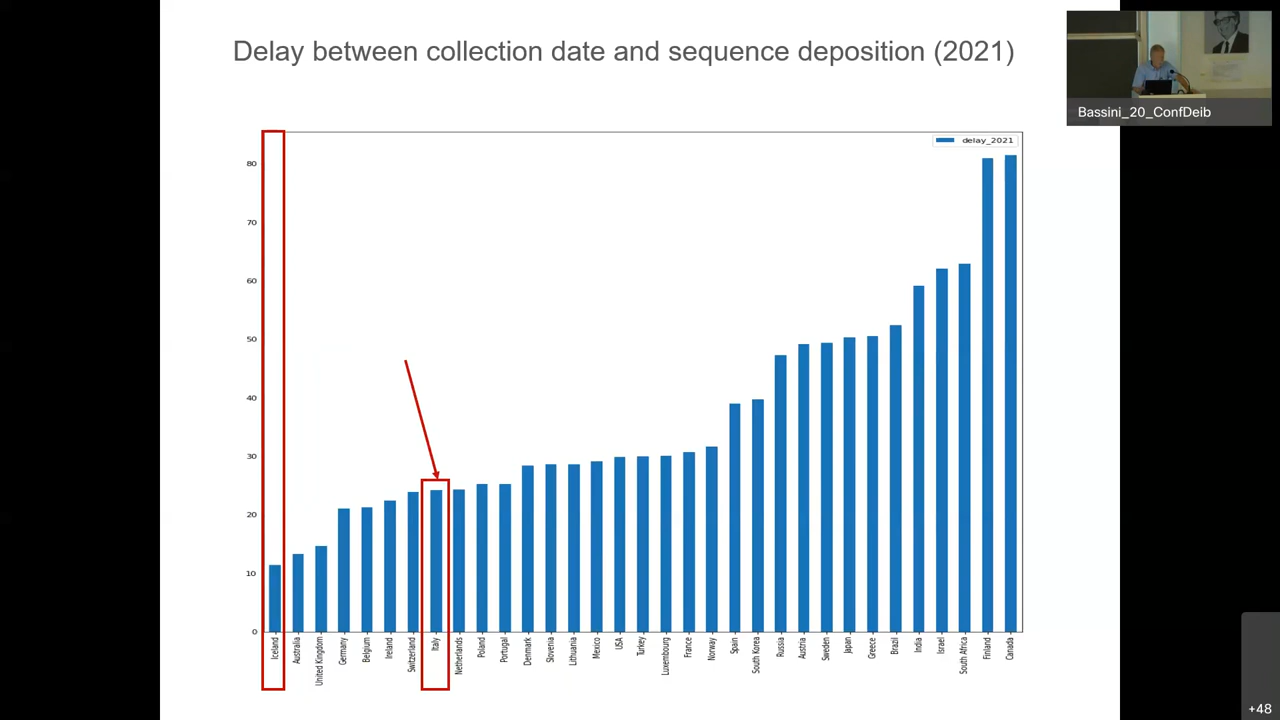 Delay between collection date and sequence deposition (2021)
Bassini_20_ConfDeib
delay_2021
80
70
60
50
40
30
20
10
0
Iceland
Australia
United Kingdom
Germany
Belgium
Ireland
Switzerland
Italy
Netherlands
Poland
Portugal
Denmark
Slovenia
Lithuania
Mexico
USA
Turkey
Luxembourg
France
Norway
Spain
South Korea
Russia
Austria
Sweden
Japan
Greece
Brazil
India
Israel
South Africa
Finland
Canada
+48